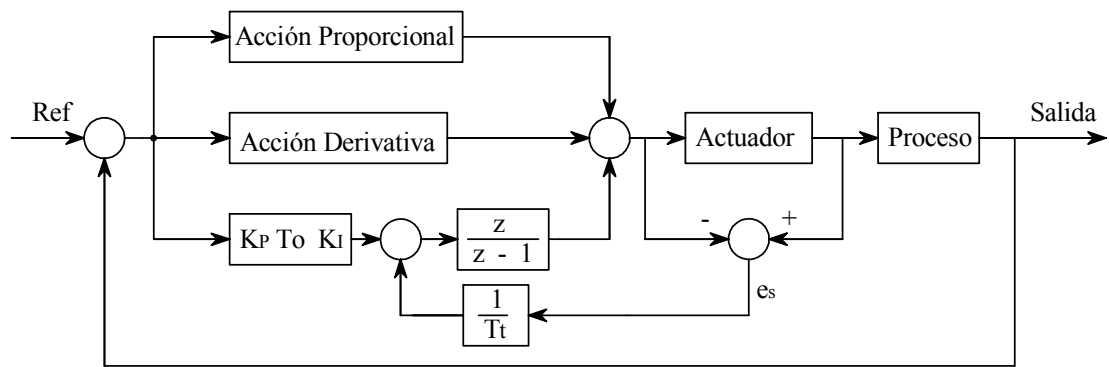 Acción Proporcional
Ref
Acción Derivativa
Actuador
Proceso
Salida
KP To KI
z
z - 1
- +
es
1
Tt